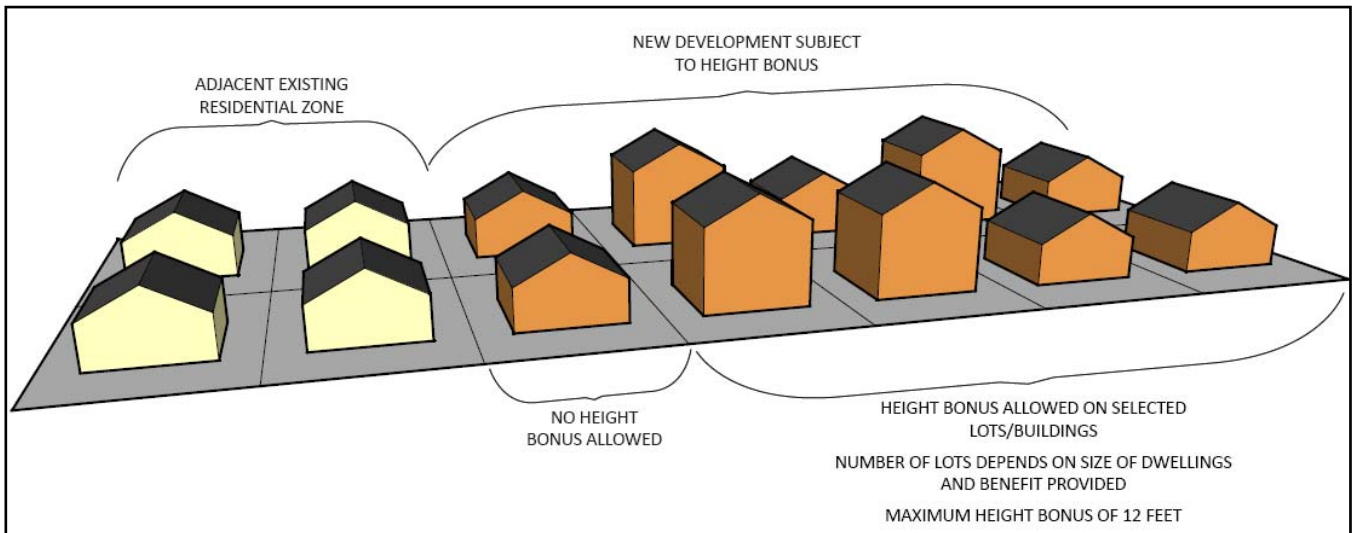 NEW DEVELOPMENT SUBJECT
TO HEIGHT BONUS
ADJACENT EXISTING
RESIDENTIAL ZONE
NO HEIGHT
BONUS ALLOWED
HEIGHT BONUS ALLOWED ON SELECTED
LOTS/BUILDINGS
NUMBER OF LOTS DEPENDS ON SIZE OF DWELLINGS
AND BENEFIT PROVIDED
MAXIMUM HEIGHT BONUS OF 12 FEET